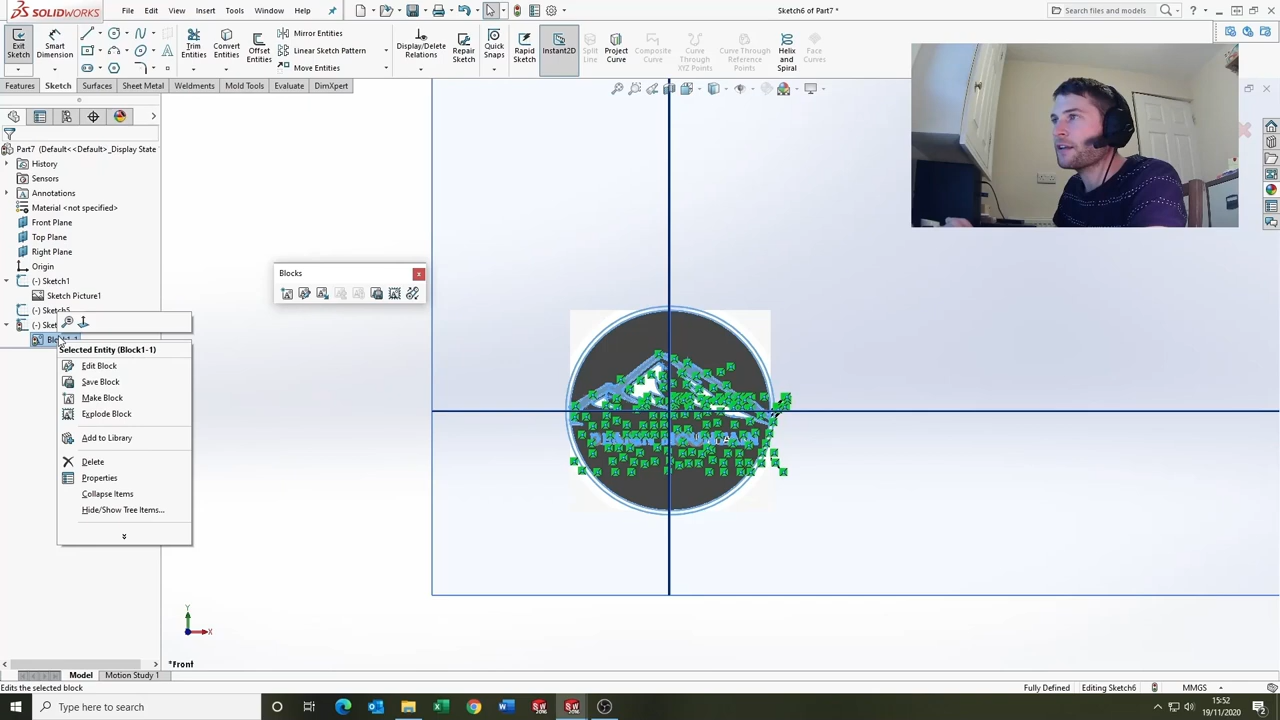 SOLIDWORKS File Edit View Insert Tools Window Help Sketch6 of Part7 * Search files and models
Exit Sketch
Smart Dimension
Trim Entities
Convert Entities
Offset Entities
Mirror Entities
Linear Sketch Pattern
Move Entities
Display/Delete Relations
Repair Sketch
Quick Snaps
Rapid Sketch
Instant2D
Split Line
Project Curve
Composite Curve
Curve Through XYZ Points
Curve Through Reference Points
Helix and Spiral
Face Curves
Features Sketch Surfaces Sheet Metal Weldments Mold Tools Evaluate DimXpert
Part7 (Default<<Default>_Display State
History
Sensors
Annotations
Material <not specified>
Front Plane
Top Plane
Right Plane
Origin
(-) Sketch1
Sketch Picture1
(-) Sketch5
(-) Sket
Block1-1
Blocks
Selected Entity (Block1-1)
Edit Block
Save Block
Make Block
Explode Block
Add to Library
Delete
Properties
Collapse Items
Hide/Show Tree Items...
Y
X
*Front
Model Motion Study 1
Edits the selected block Fully Defined Editing Sketch6 MMGS
Type here to search
15:52
19/11/2020